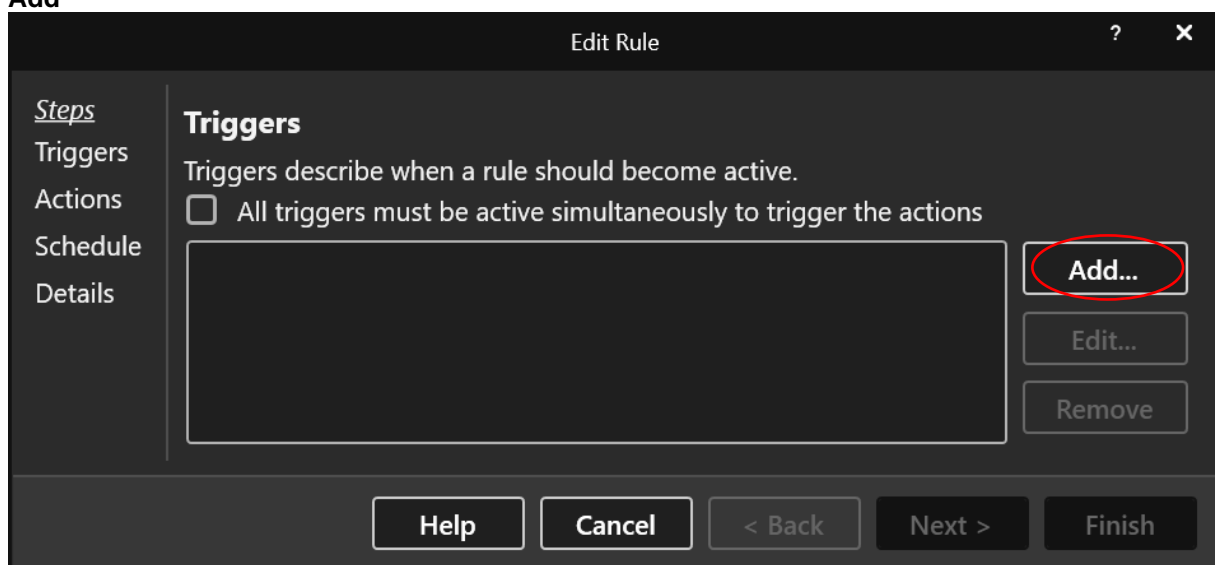 Add
Edit Rule ? ×
Steps
Triggers
Actions
Schedule
Details
Triggers
Triggers describe when a rule should become active.
All triggers must be active simultaneously to trigger the actions
Add...
Edit...
Remove
Help Cancel < Back Next > Finish